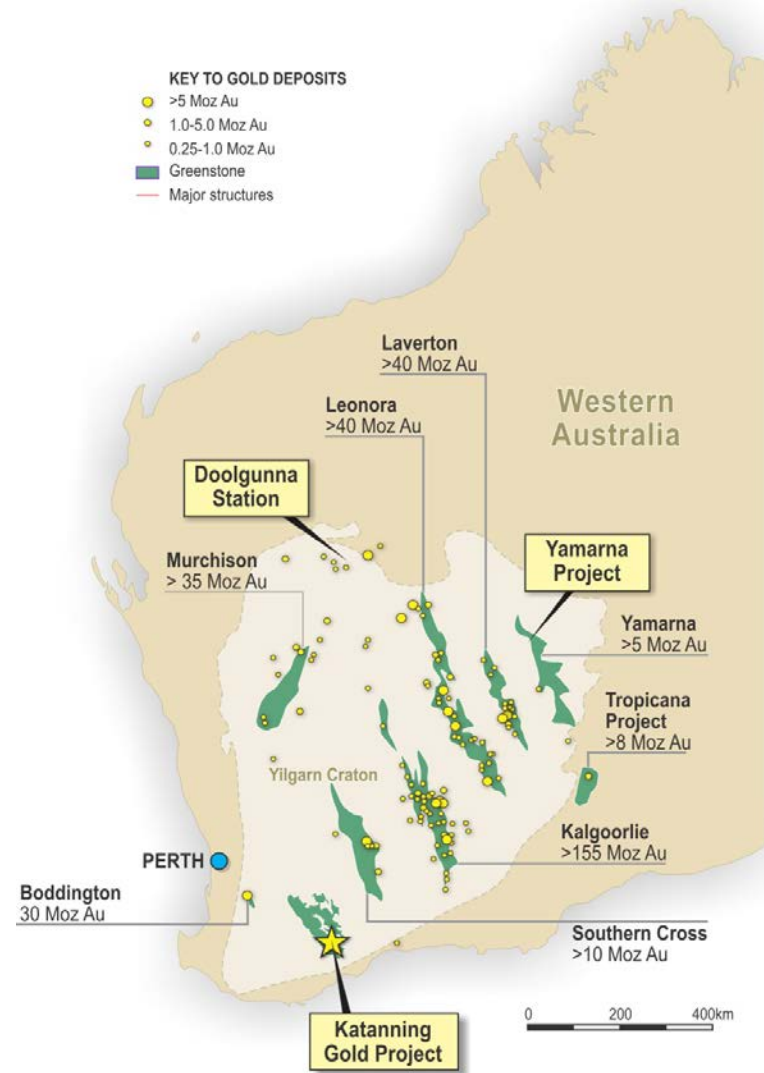 KEY TO GOLD DEPOSITS
>5 Moz Au
1.0-5.0 Moz Au
0.25-1.0 Moz Au
Greenstone
Major structures
Laverton
>40 Moz Au
Leonora
>40 Moz Au
Western
Australia
Doolgunna
Station
Murchison
> 35 Moz Au
Yamarna
Project
Yamarna
>5 Moz Au
Tropicana
Project
>8 Moz Au
Yilgarn Craton
Kalgoorlie
>155 Moz Au
PERTH
Boddington
30 Moz Au
Southern Cross
>10 Moz Au
Katanning
Gold Project
0 200 400km